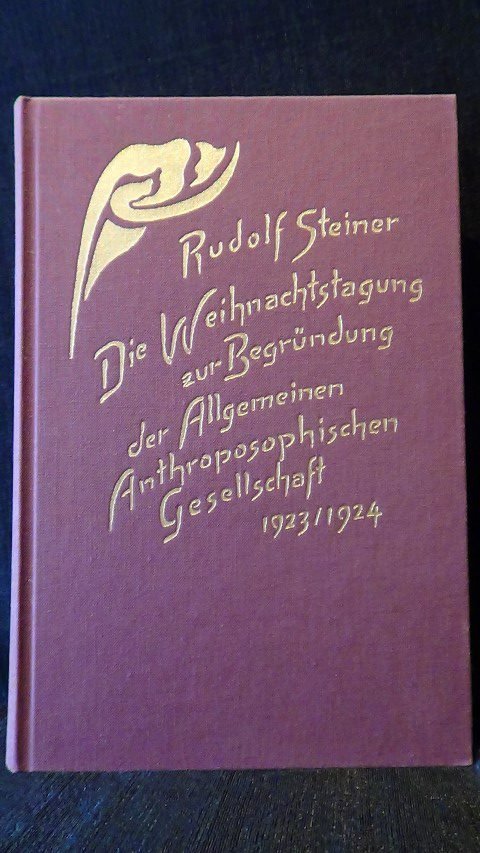 Rudolf Steiner
Die Weihnachtstagung
zur Begründung
der Allgemeinen
Anthroposophischen
Gesellschaft
1923/1924